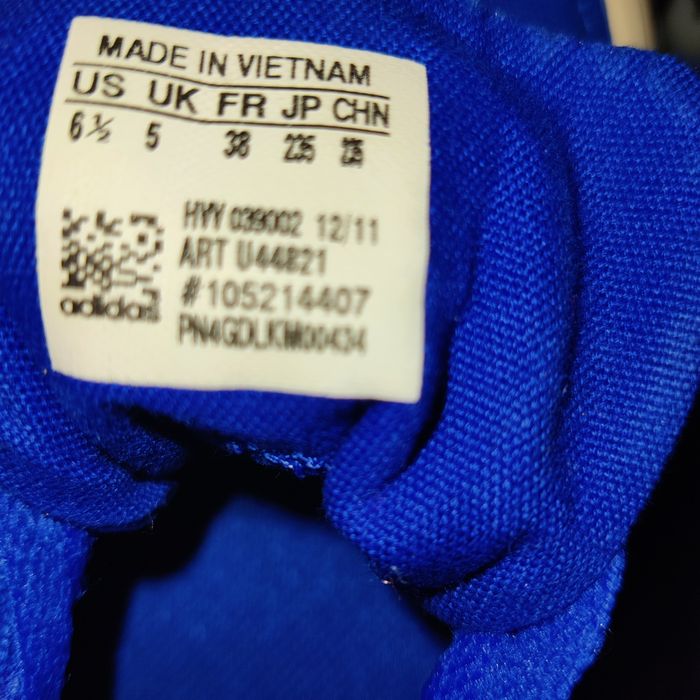 MADE IN VIETNAM
US UK FR JP CHN
6½ 5 38 235 235
HYY 039002 12/11
ART U44821
#105214407
PN4GDLKM00434
adidas